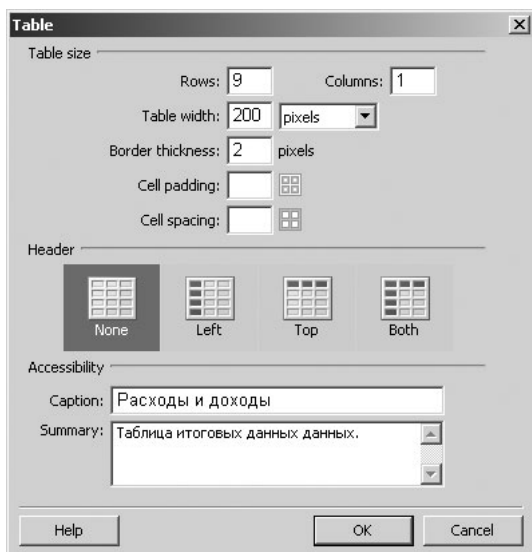 Table
Table size
Rows: 9 Columns: 1
Table width: 200 pixels
Border thickness: 2 pixels
Cell padding:
Cell spacing:
Header
None Left Top Both
Accessibility
Caption: Расходы и доходы
Summary: Таблица итоговых данных данных.
Help OK Cancel